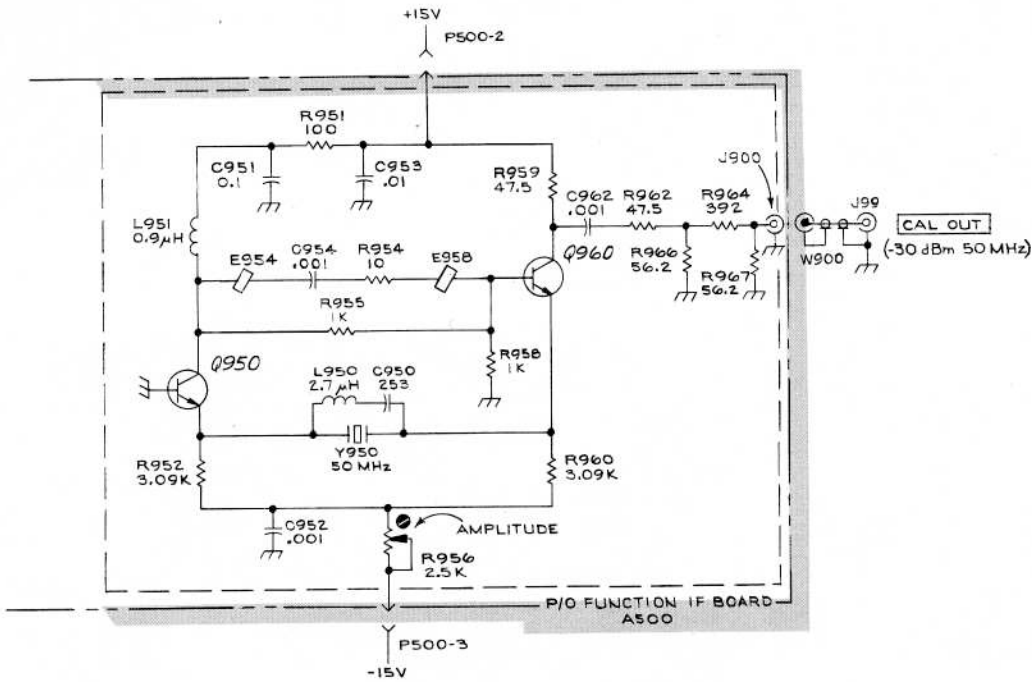 +15V
P500-2
R951
100
C951
0.1
C953
.01
R959
47.5
J900
C962
.001
R962
47.5
R964
392
J99
L951
0.9μH
CAL OUT
(-30 dBm 50 MHz)
W900
E954
C954
.001
R954
10
E958
Q960
R966
56.2
R967
56.2
R955
1K
Q950
L950
2.7μH
C950
253
R958
1K
Y950
50 MHz
R952
3.09K
R960
3.09K
C952
.001
AMPLITUDE
R956
2.5K
P/O FUNCTION IF BOARD
A500
P500-3
-15V